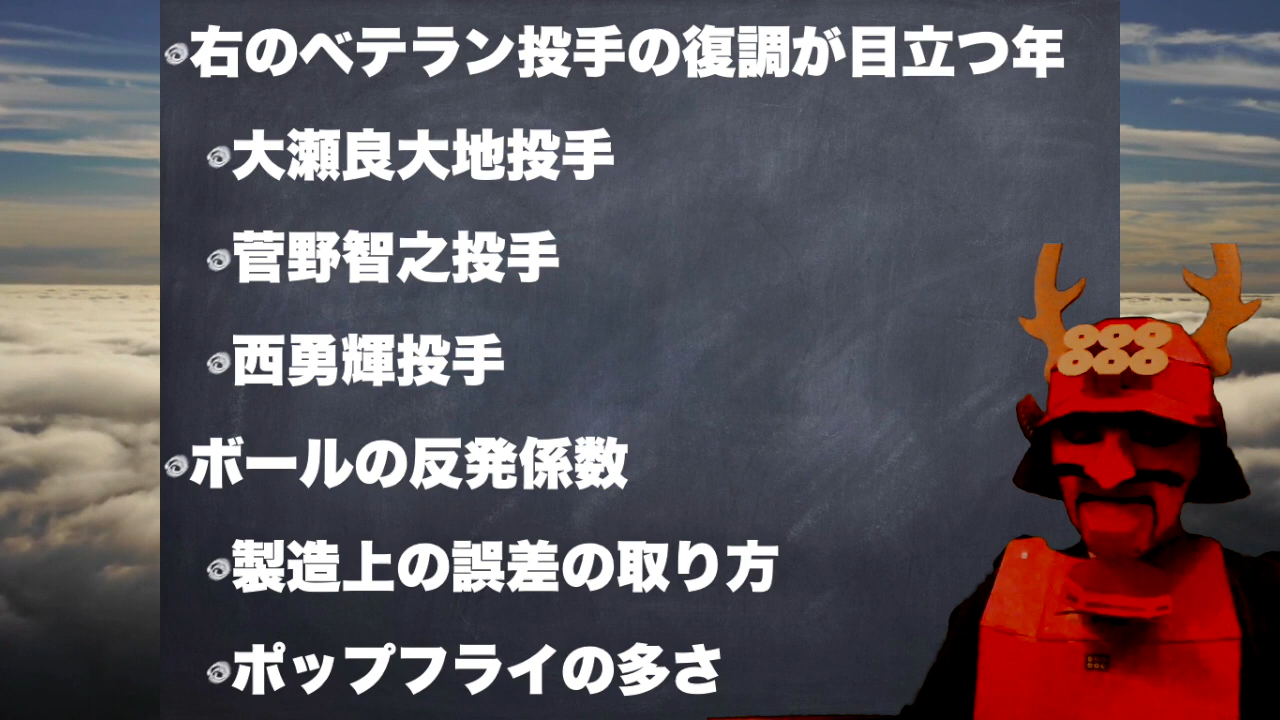 右のベテラン投手の復調が目立つ年
大瀬良大地投手
菅野智之投手
西勇輝投手
ボールの反発係数
製造上の誤差の取り方
ポップフライの多さ